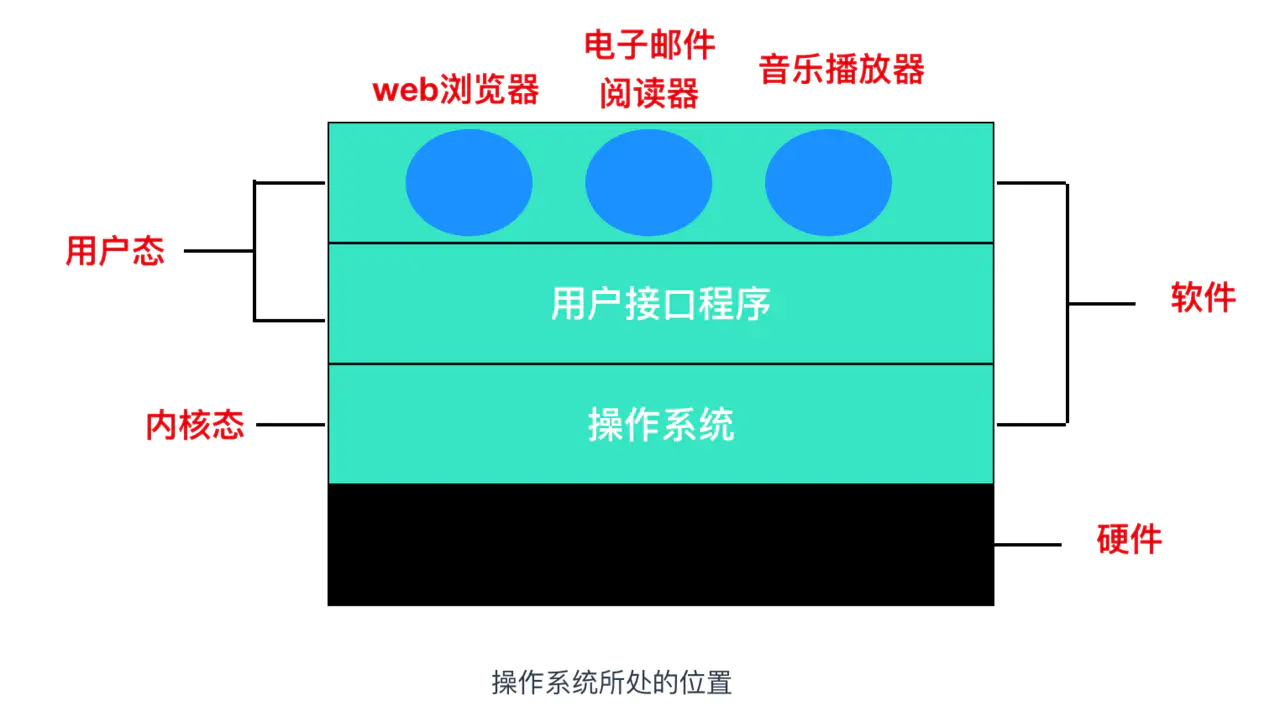 电子邮件
阅读器
web浏览器
音乐播放器
用户态
用户接口程序
软件
内核态
操作系统
硬件
操作系统所处的位置